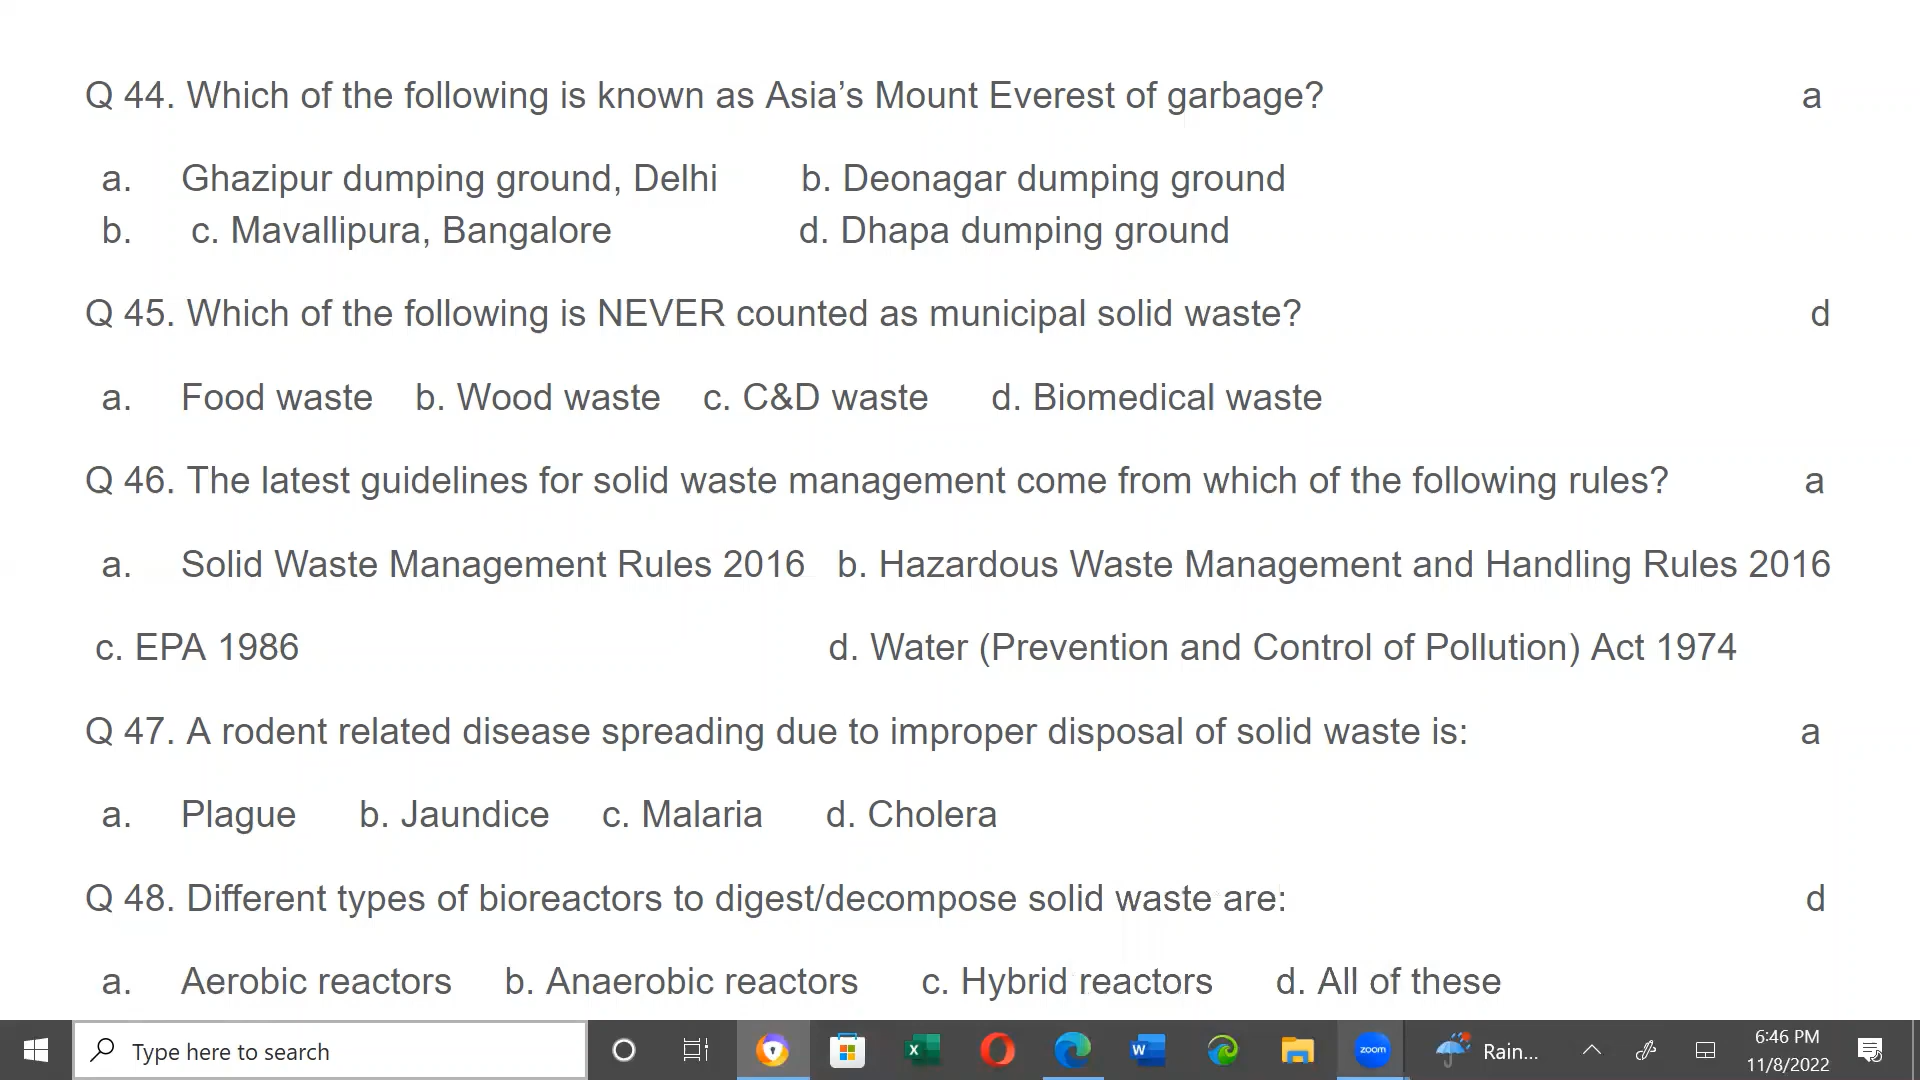 Q 44. Which of the following is known as Asia’s Mount Everest of garbage? a
a. Ghazipur dumping ground, Delhi b. Deonagar dumping ground
b. c. Mavallipura, Bangalore d. Dhapa dumping ground
Q 45. Which of the following is NEVER counted as municipal solid waste? d
a. Food waste b. Wood waste c. C&D waste d. Biomedical waste
Q 46. The latest guidelines for solid waste management come from which of the following rules? a
a. Solid Waste Management Rules 2016 b. Hazardous Waste Management and Handling Rules 2016
c. EPA 1986 d. Water (Prevention and Control of Pollution) Act 1974
Q 47. A rodent related disease spreading due to improper disposal of solid waste is: a
a. Plague b. Jaundice c. Malaria d. Cholera
Q 48. Different types of bioreactors to digest/decompose solid waste are: d
a. Aerobic reactors b. Anaerobic reactors c. Hybrid reactors d. All of these
Type here to search
X
W
zoom
Rain...
6:46 PM
11/8/2022